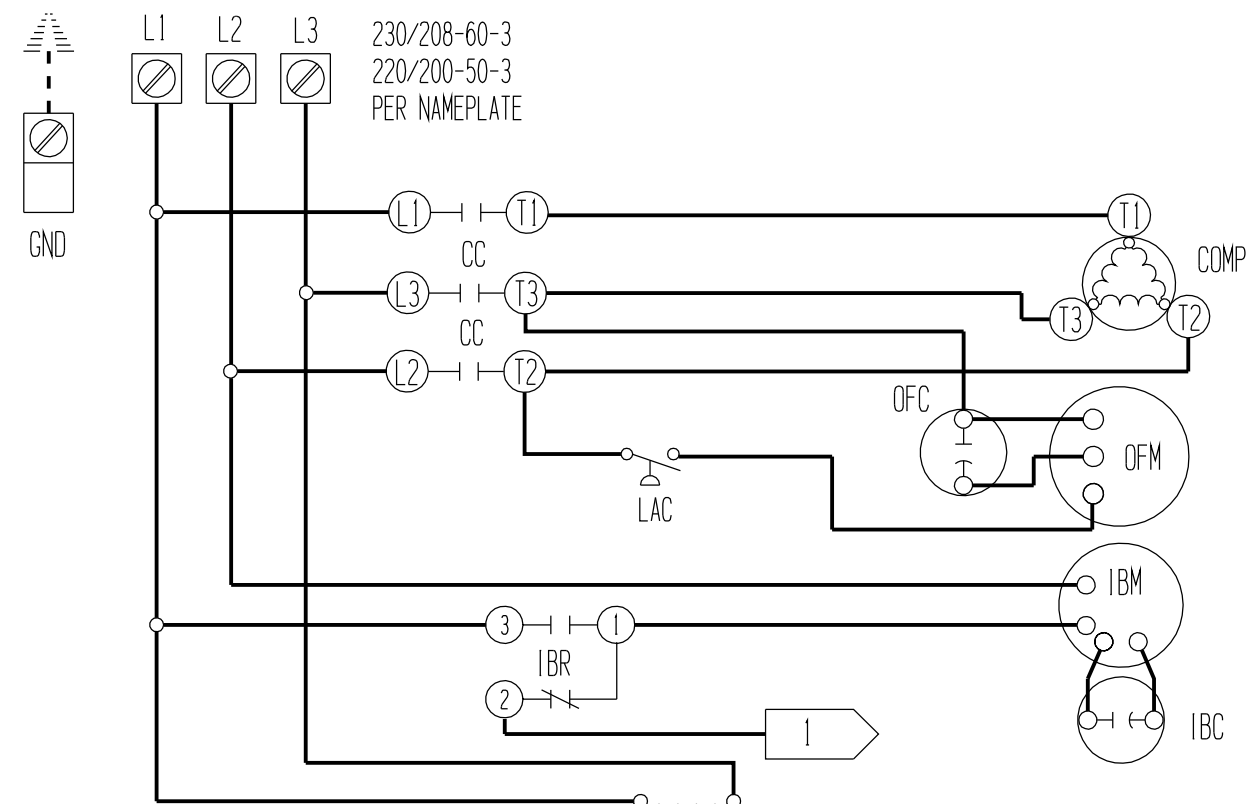 L1 L2 L3 230/208-60-3
220/200-50-3
PER NAMEPLATE
GND
L1 T1 T1
CC
COMP
L3 T3 T3 T2
CC
L2 T2
OFC
OFM
LAC
IBM
3 1
IBR
2
1
IBC